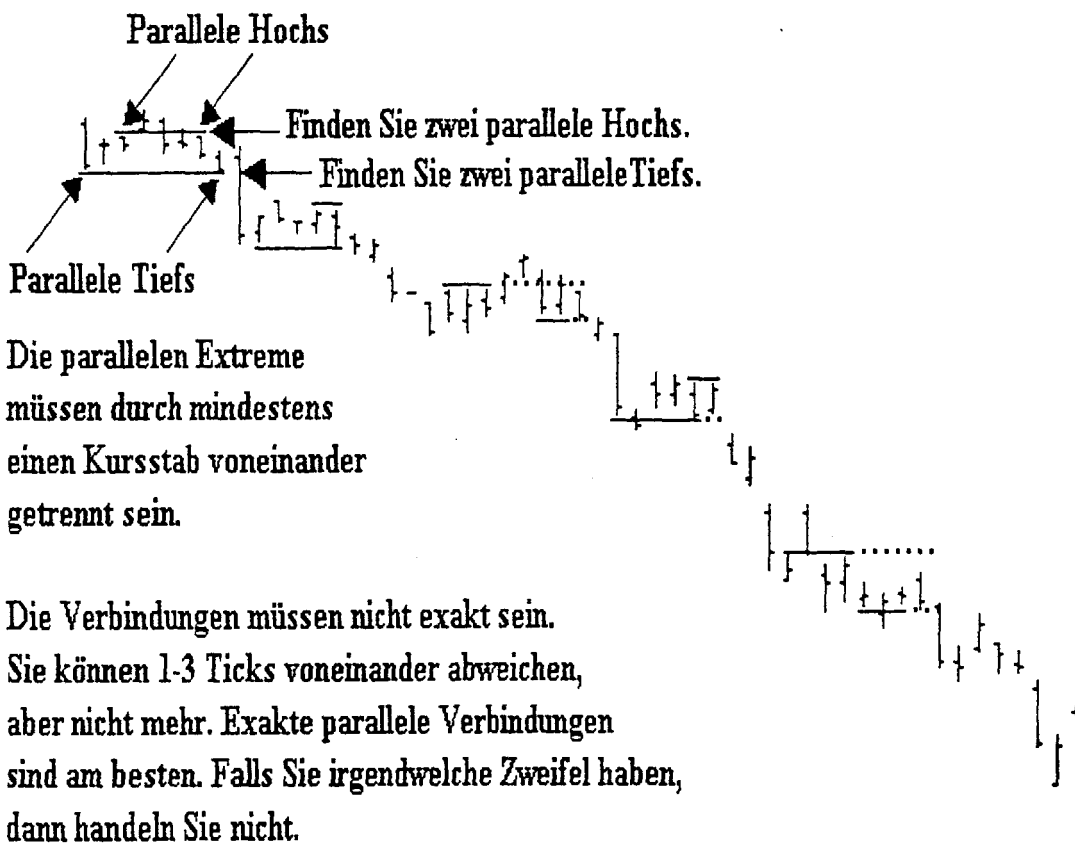 Parallele Hochs
Finden Sie zwei parallele Hochs.
Finden Sie zwei parallele Tiefs.
Parallele Tiefs
Die parallelen Extreme
müssen durch mindestens
einen Kursstab voneinander
getrennt sein.
Die Verbindungen müssen nicht exakt sein.
Sie können 1-3 Ticks voneinander abweichen,
aber nicht mehr. Exakte parallele Verbindungen
sind am besten. Falls Sie irgendwelche Zweifel haben,
dann handeln Sie nicht.